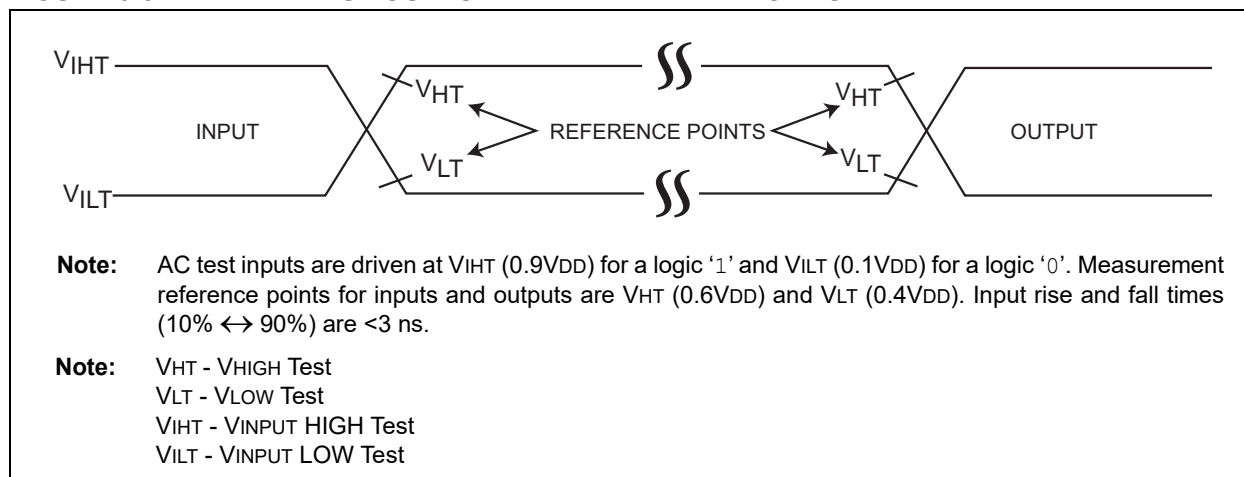 VIHT
VHT
VHT
INPUT
REFERENCE POINTS
OUTPUT
VLT
VLT
VILT
Note: AC test inputs are driven at VIHT (0.9VDD) for a logic ‘1’ and VILT (0.1VDD) for a logic ‘0’. Measurement
reference points for inputs and outputs are VHT (0.6VDD) and VLT (0.4VDD). Input rise and fall times
(10% ↔ 90%) are <3 ns.
Note: VHT - VHIGH Test
VLT - VLOW Test
VIHT - VINPUT HIGH Test
VILT - VINPUT LOW Test